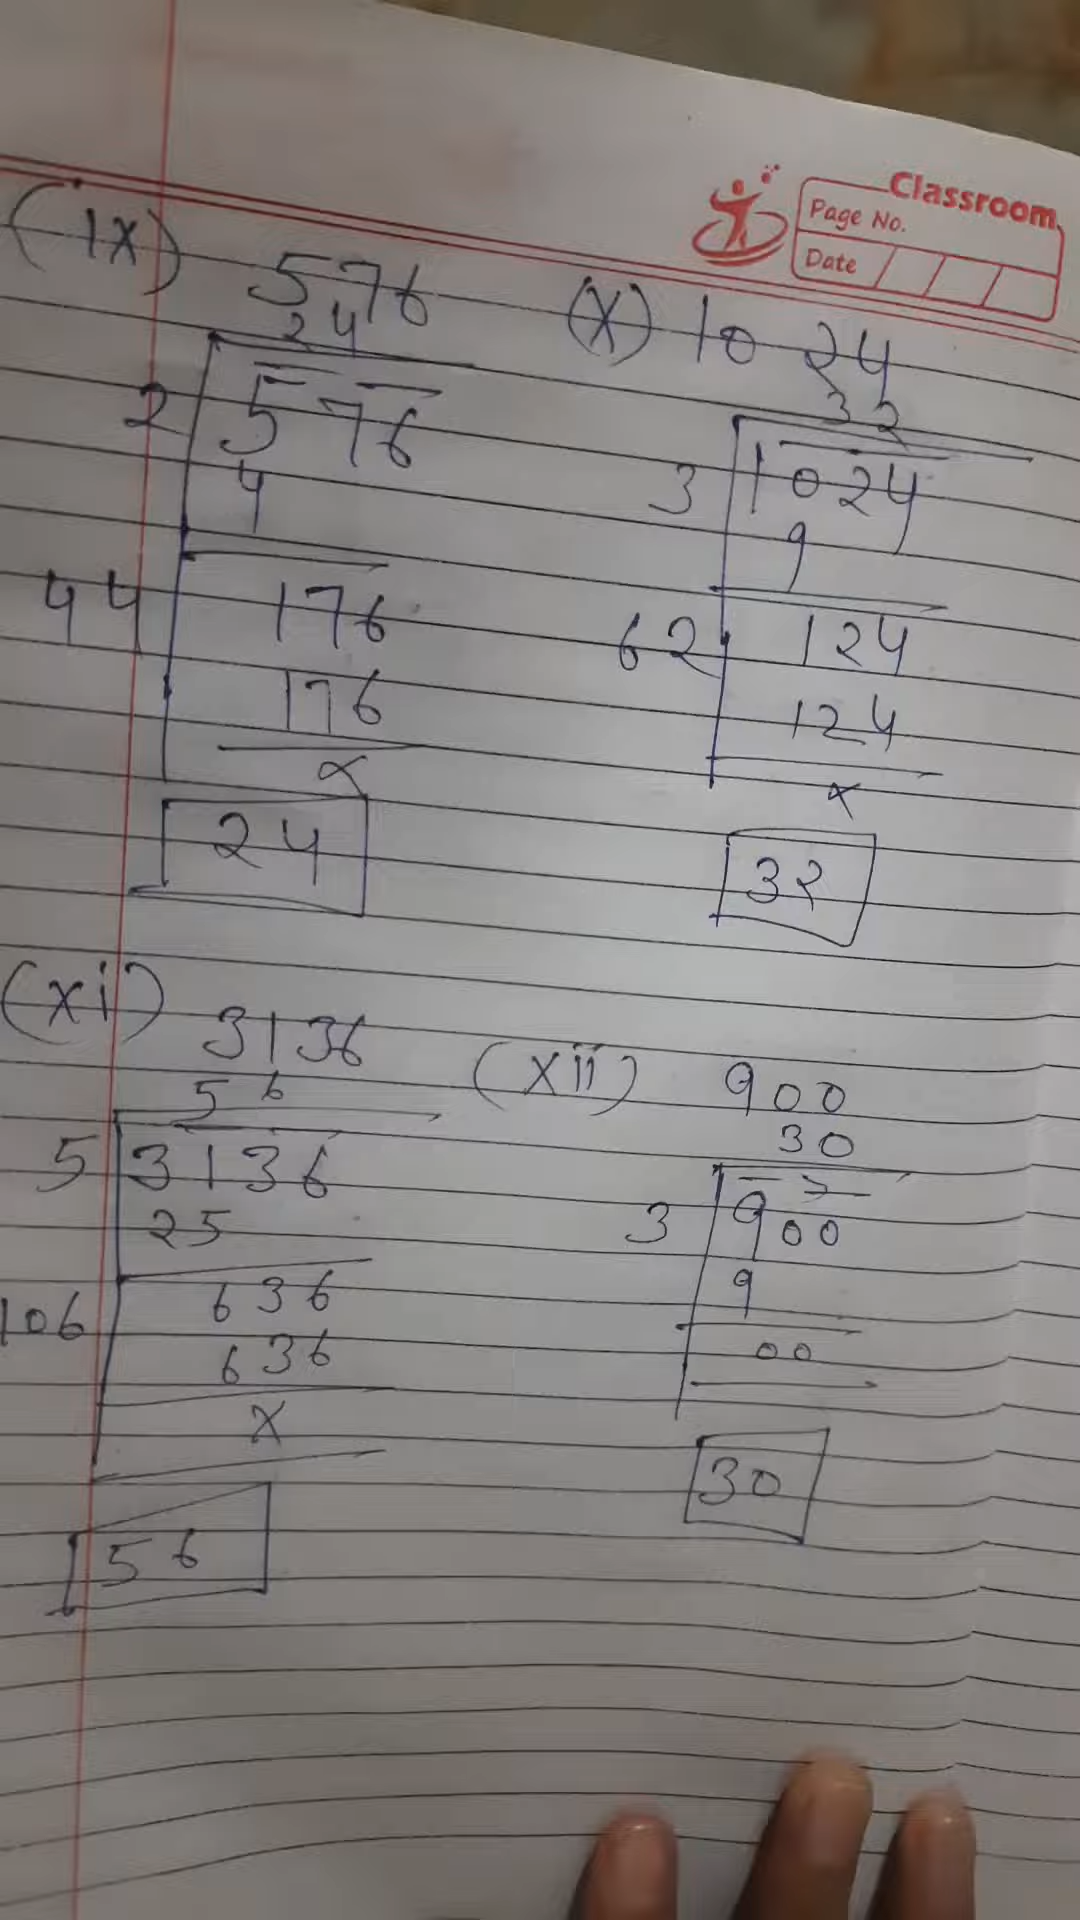 Classroom
Page No.
Date
(ix) 576
24
2 576
4
44 176
176
x
24
(x) 1024
32
3 1024
9
62 124
124
x
32
(xi) 3136
56
5 3136
25
106 636
636
x
56
(xii) 900
30
3 900
9
00
30